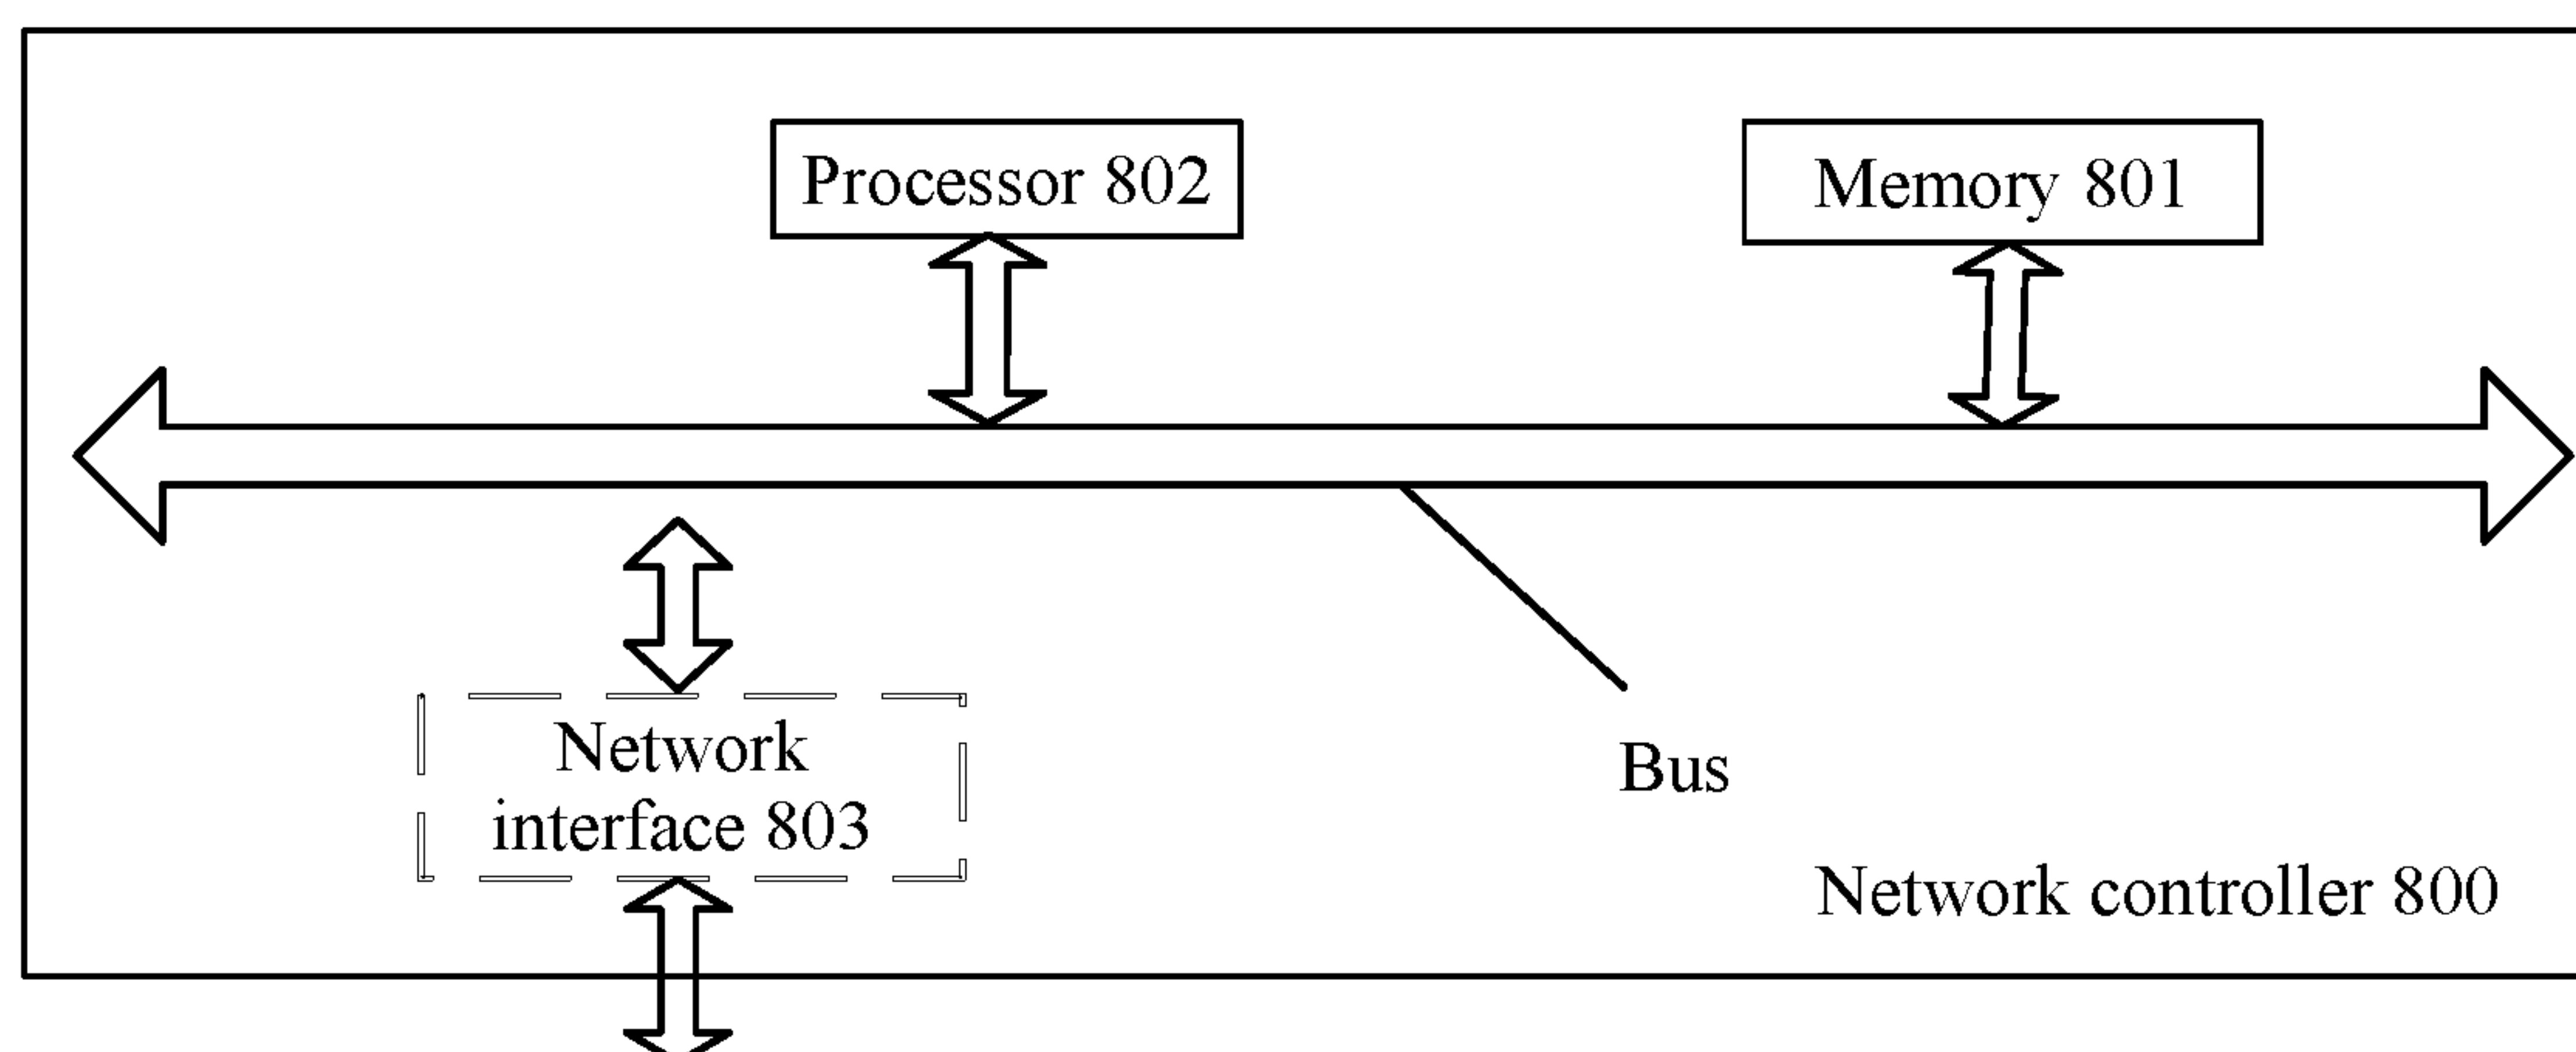 Processor 802
Memory 801
Network
interface 803
Bus
Network controller 800